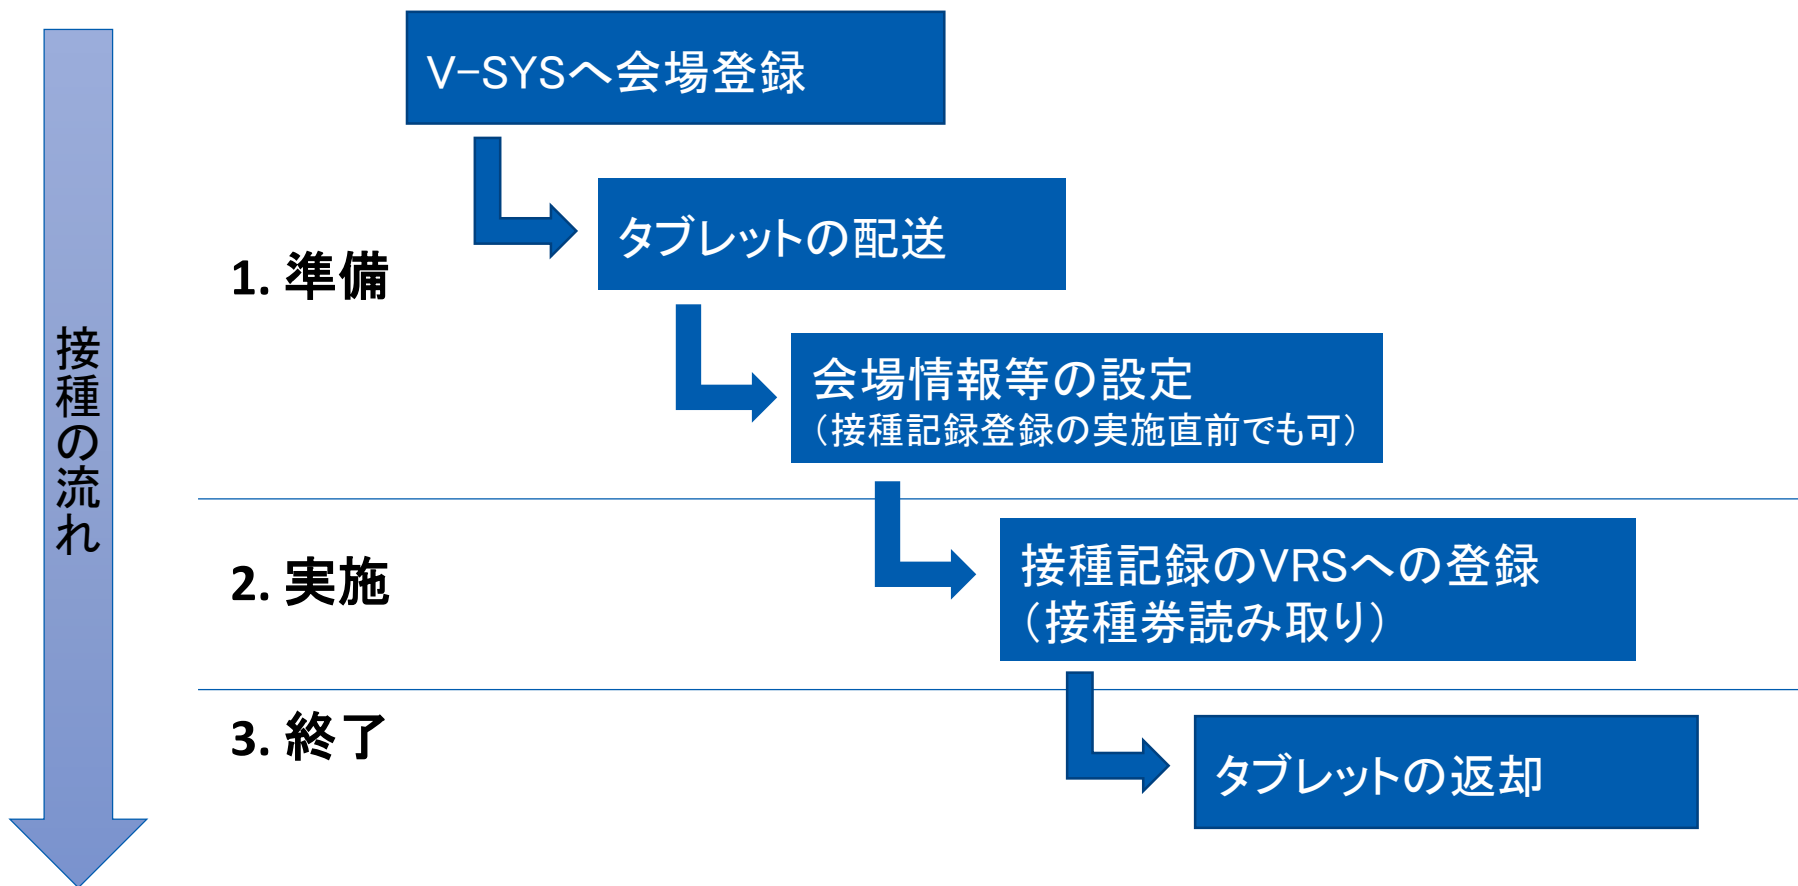 接種の流れ
1. 準備
V-SYSへ会場登録
タブレットの配送
会場情報等の設定
（接種記録登録の実施直前でも可）
2. 実施
接種記録のVRSへの登録
（接種券読み取り）
3. 終了
タブレットの返却